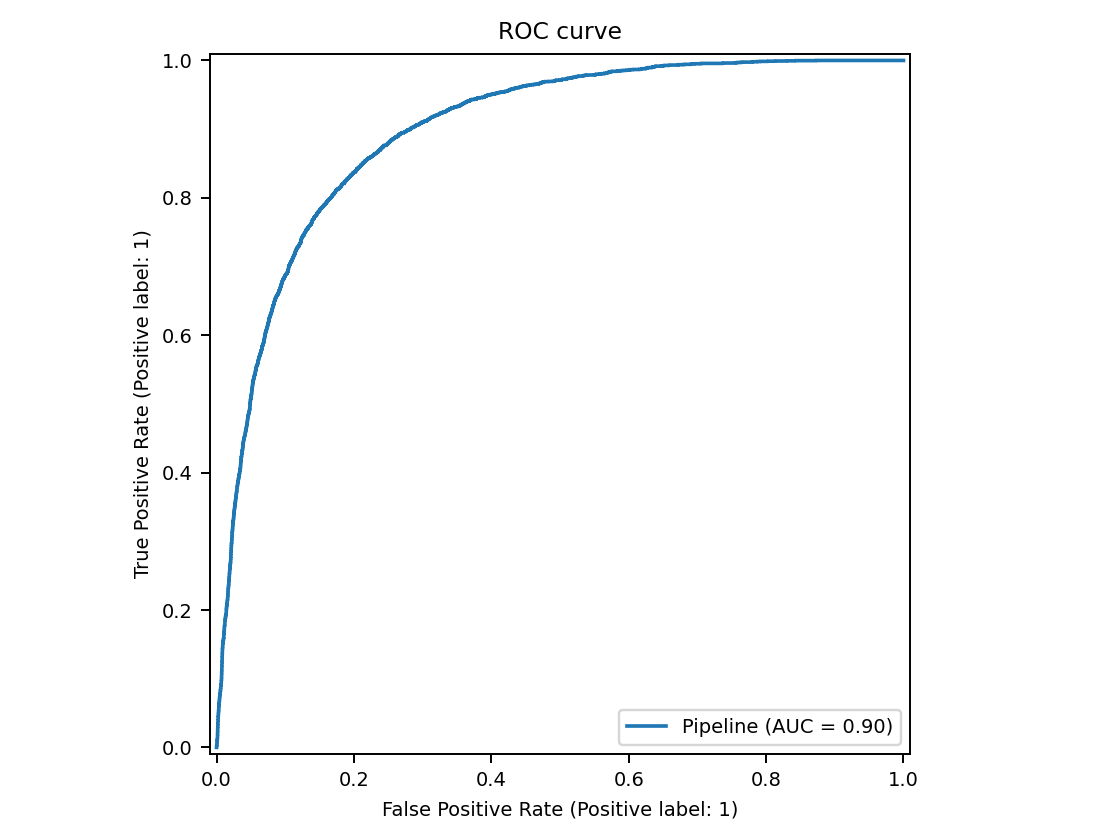 ROC curve
1.0
0.8
0.6
0.4
0.2
0.0
True Positive Rate (Positive label: 1)
Pipeline (AUC = 0.90)
0.0 0.2 0.4 0.6 0.8 1.0
False Positive Rate (Positive label: 1)